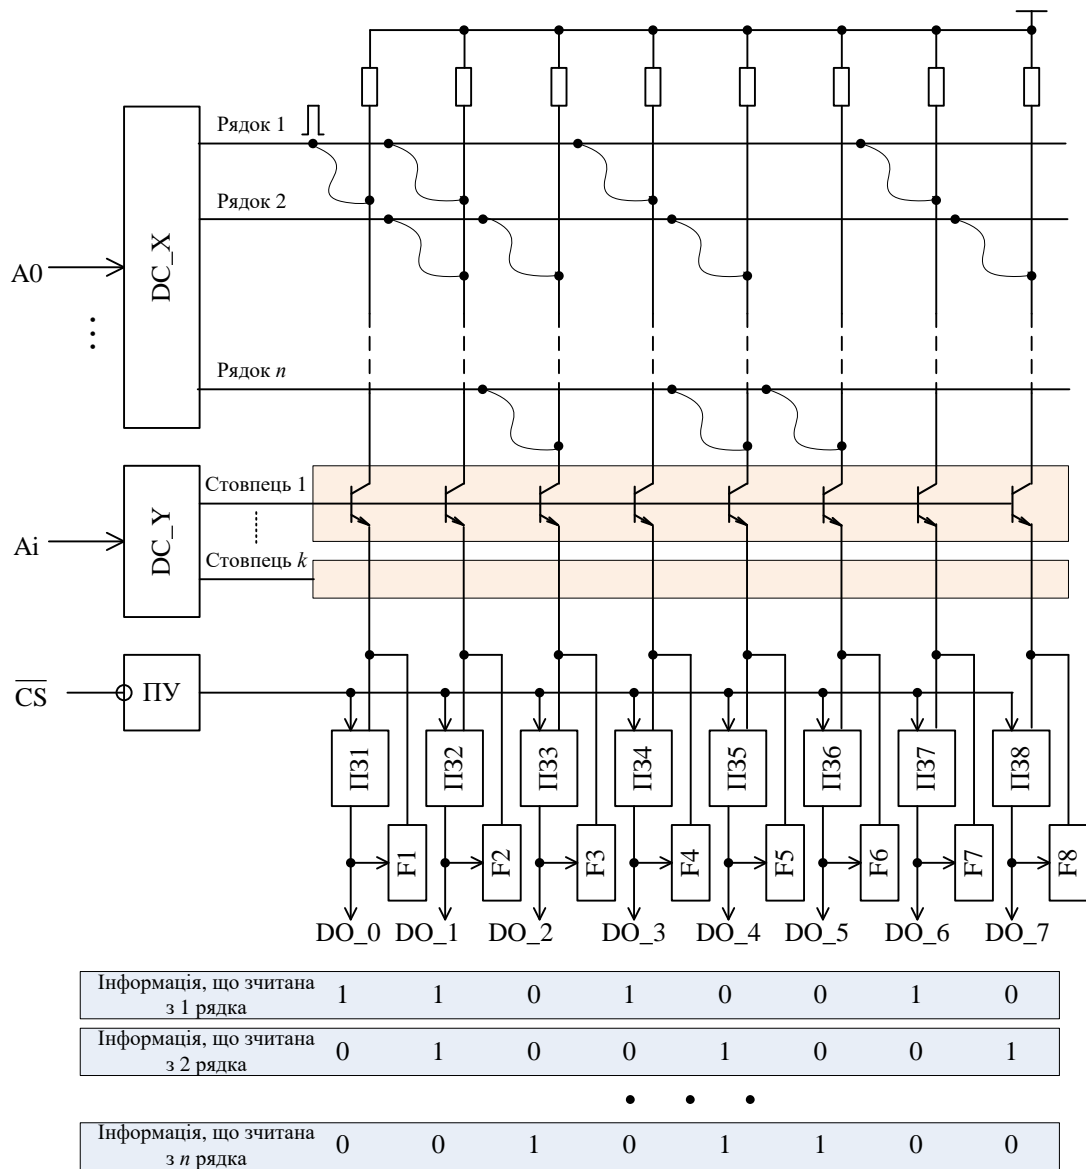 Рядок 1
Рядок 2
A0
DC_X
Рядок n
Стовпець 1
Ai
DC_Y
Стовпець k
CS
ПУ
ПЗ1 ПЗ2 ПЗ3 ПЗ4 ПЗ5 ПЗ6 ПЗ7 ПЗ8
F1 F2 F3 F4 F5 F6 F7 F8
DO_0 DO_1 DO_2 DO_3 DO_4 DO_5 DO_6 DO_7
Інформація, що зчитана
з 1 рядка
1 1 0 1 0 0 1 0
Інформація, що зчитана
з 2 рядка
0 1 0 0 1 0 0 1
Інформація, що зчитана
з n рядка
0 0 1 0 1 1 0 0